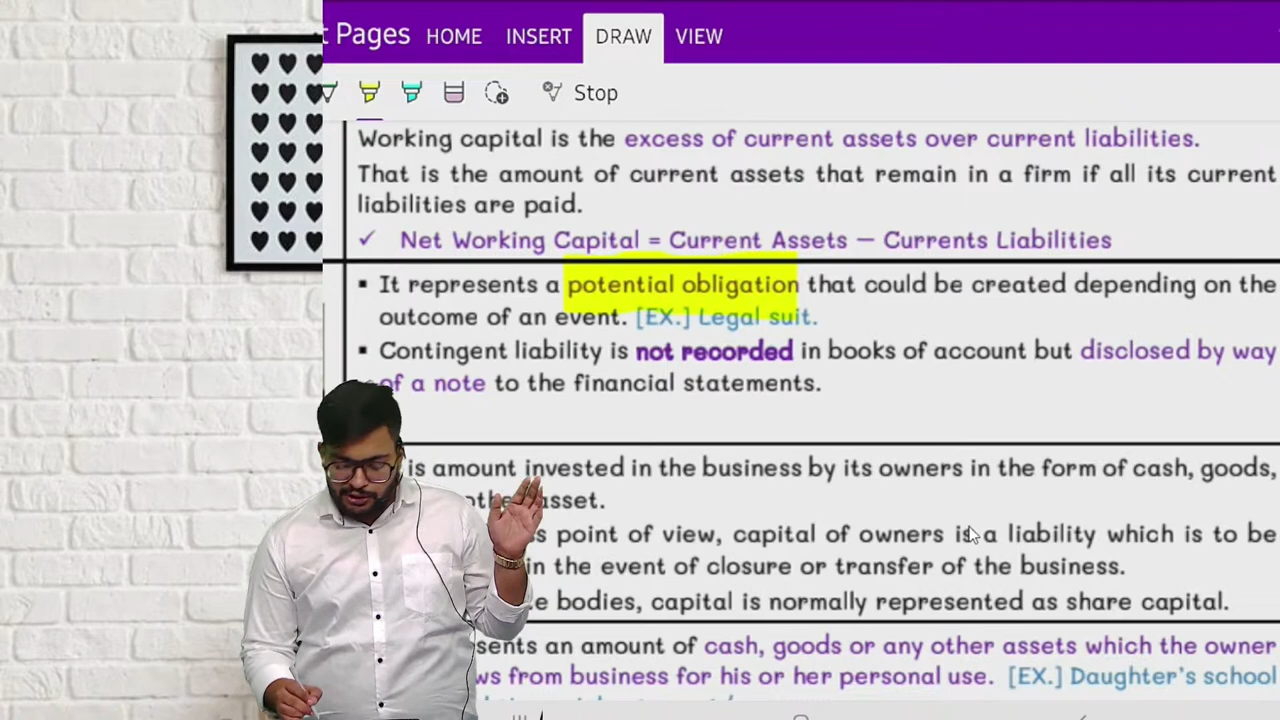 Pages HOME INSERT DRAW VIEW
Stop
Working capital is the excess of current assets over current liabilities.
That is the amount of current assets that remain in a firm if all its current
liabilities are paid.
✓ Net Working Capital = Current Assets – Currents Liabilities
▪ It represents a potential obligation that could be created depending on the
outcome of an event. [EX.] Legal suit.
▪ Contingent liability is not recorded in books of account but disclosed by way
of a note to the financial statements.
is amount invested in the business by its owners in the form of cash, goods,
asset.
point of view, capital of owners is a liability which is to be
in the event of closure or transfer of the business.
bodies, capital is normally represented as share capital.
an amount of cash, goods or any other assets which the owner
from business for his or her personal use. [EX.] Daughter's school